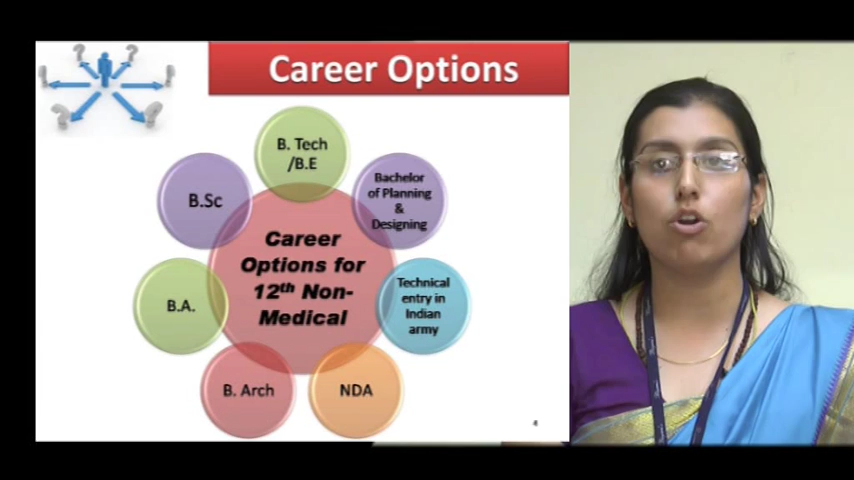 Career Options
B. Tech
/B.E
Bachelor
of Planning
&
Designing
Technical
entry in
Indian
army
NDA
B. Arch
B.A.
B.Sc
Career
Options for
12th Non-
Medical
4